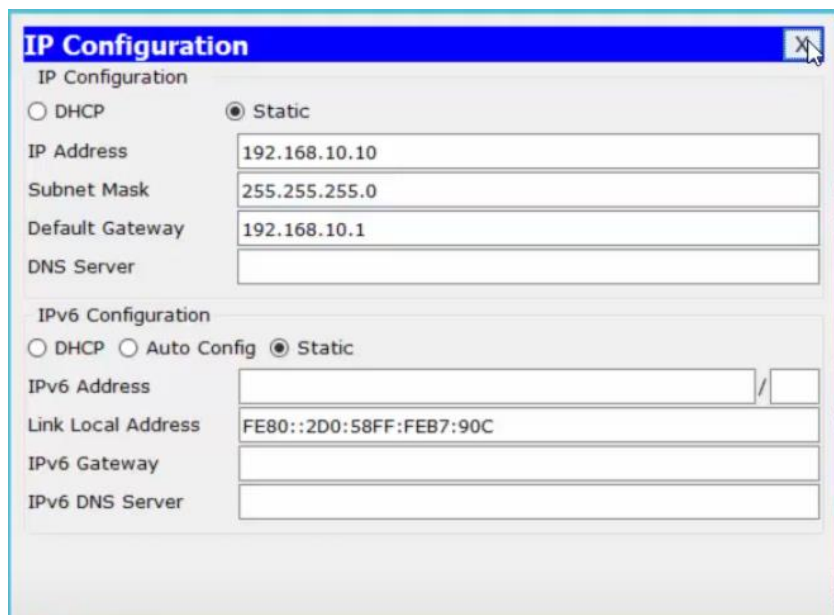 IP Configuration X
IP Configuration
DHCP Static
IP Address 192.168.10.10
Subnet Mask 255.255.255.0
Default Gateway 192.168.10.1
DNS Server
IPv6 Configuration
DHCP Auto Config Static
IPv6 Address /
Link Local Address FE80::2D0:58FF:FEB7:90C
IPv6 Gateway
IPv6 DNS Server